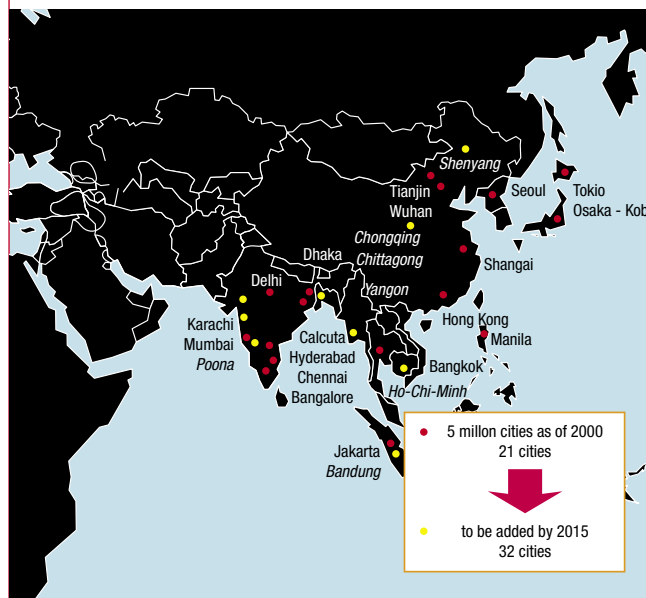 Shenyang
Tianjin
Wuhan
Seoul
Tokio
Osaka - Kob
Chongqing
Chittagong
Dhaka
Shangai
Delhi
Yangon
Hong Kong
Manila
Karachi
Mumbai
Poona
Calcuta
Hyderabad
Chennai
Bangalore
Bangkok
Ho-Chi-Minh
Jakarta
Bandung
5 millon cities as of 2000
21 cities
to be added by 2015
32 cities